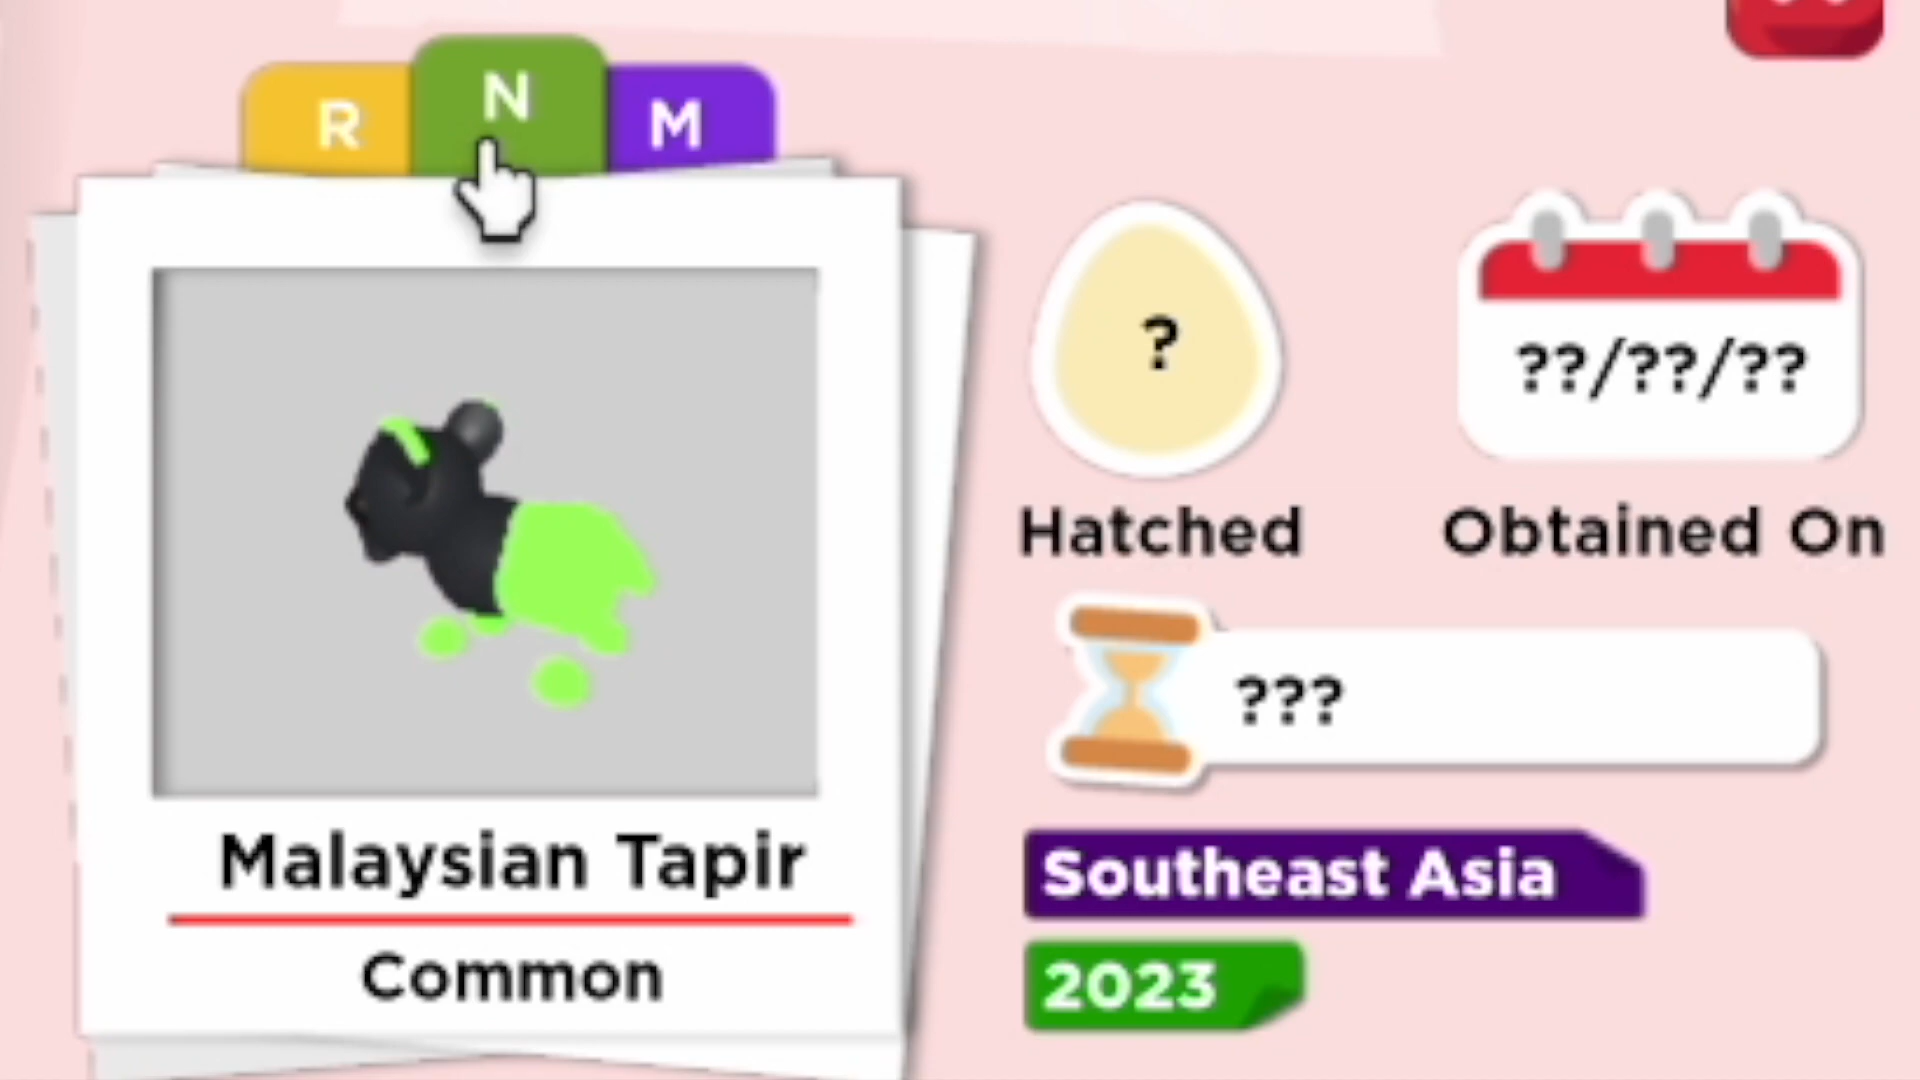 R N M
?
??/??/??
Hatched
Obtained On
???
Malaysian Tapir
Common
Southeast Asia
2023